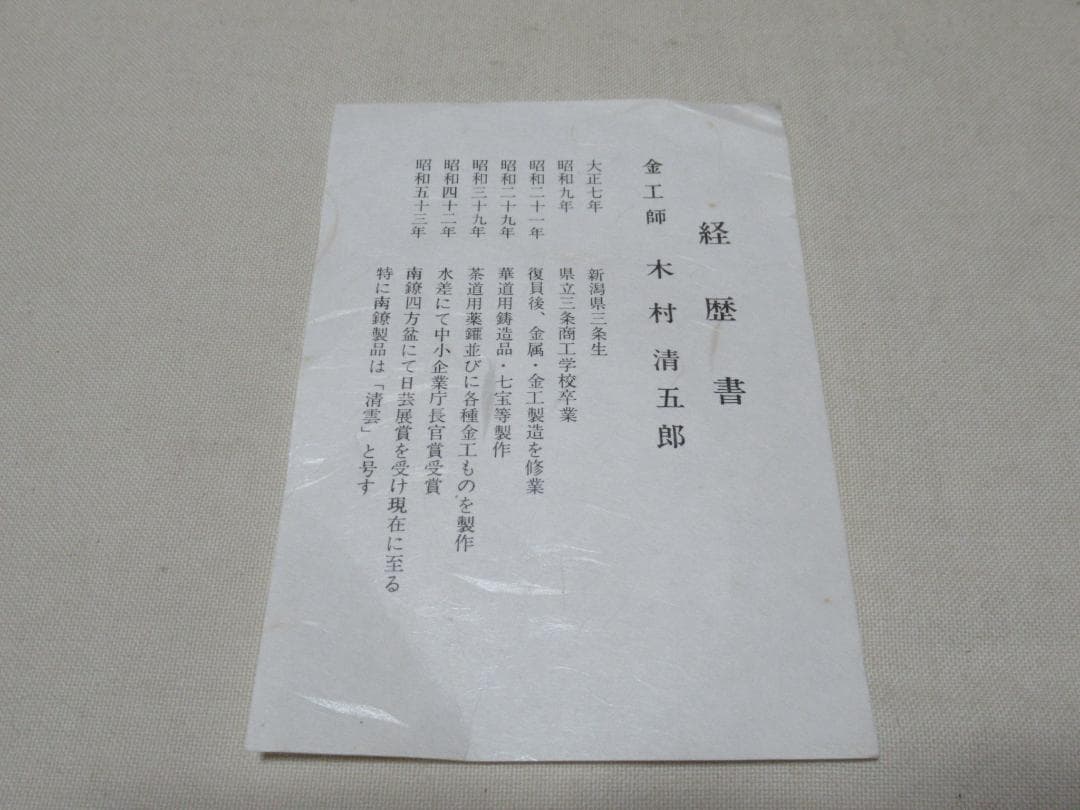 経歴書
金工師 木村清五郎
大正七年 新潟県三条生
昭和九年 県立三条商工学校卒業
昭和二十一年 復員後、金属・金工製造を修業
昭和二十九年 華道用鋳造品・七宝等製作
昭和三十九年 茶道用薬鑵並びに各種金工ものを製作
昭和四十二年 水差にて中小企業庁長官賞受賞
昭和五十三年 南鐐四方盆にて日芸展賞を受け現在に至る
特に南鐐製品は「清雲」と号す